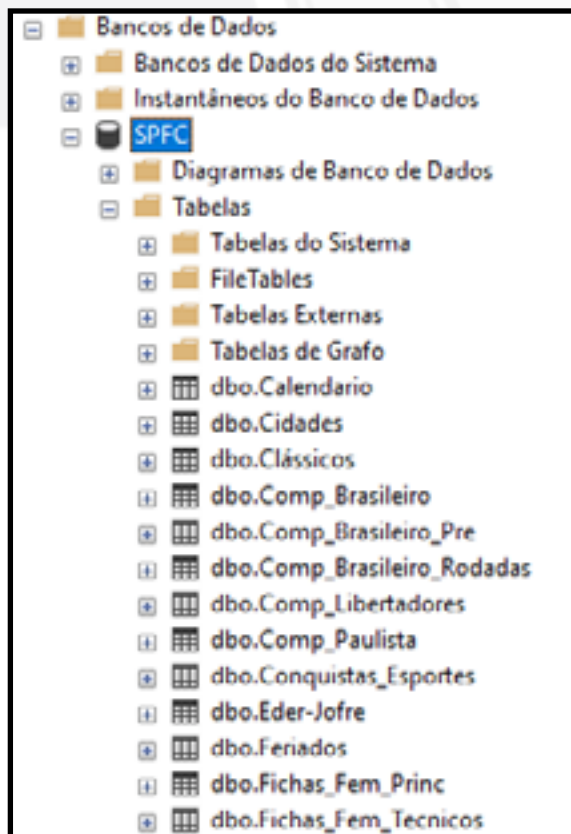 Bancos de Dados
Bancos de Dados do Sistema
Instantâneos do Banco de Dados
SPFC
Diagramas de Banco de Dados
Tabelas
Tabelas do Sistema
FileTables
Tabelas Externas
Tabelas de Grafo
dbo.Calendario
dbo.Cidades
dbo.Clássicos
dbo.Comp_Brasileiro
dbo.Comp_Brasileiro_Pre
dbo.Comp_Brasileiro_Rodadas
dbo.Comp_Libertadores
dbo.Comp_Paulista
dbo.Conquistas_Esportes
dbo.Eder-Jofre
dbo.Feriados
dbo.Fichas_Fem_Princ
dbo.Fichas_Fem_Tecnicos